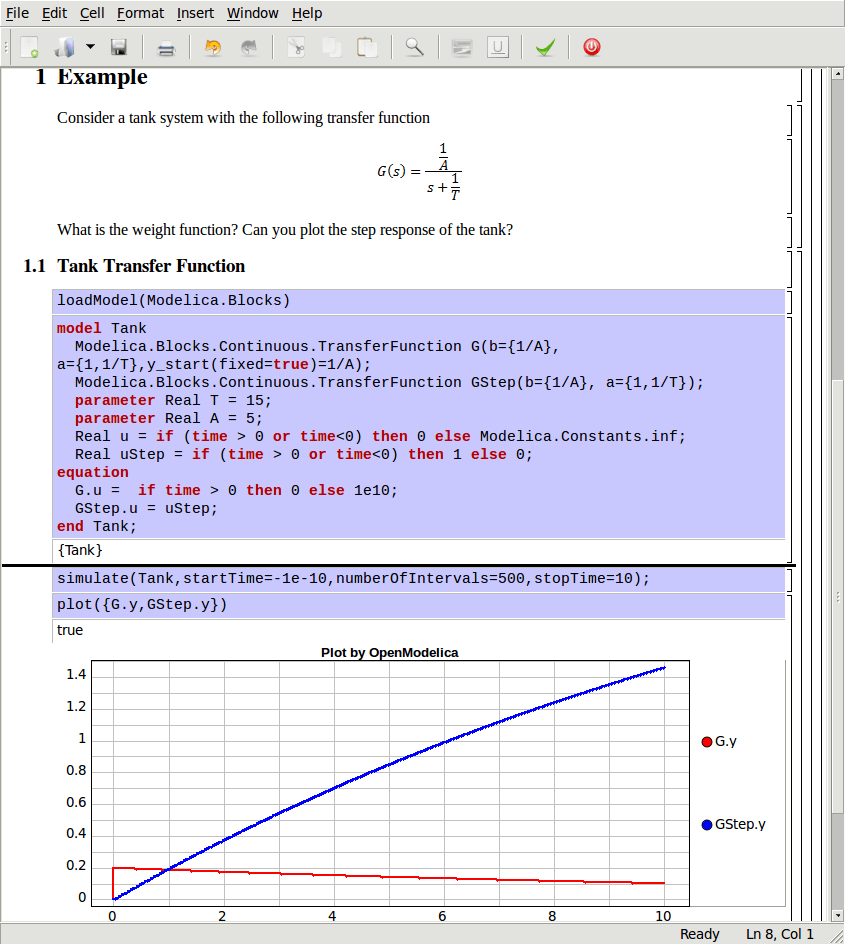 File Edit Cell Format Insert Window Help
1 Example
Consider a tank system with the following transfer function
G(s) = (1/A)/(s + 1/T)
What is the weight function? Can you plot the step response of the tank?
1.1 Tank Transfer Function
loadModel(Modelica.Blocks)
model Tank
  Modelica.Blocks.Continuous.TransferFunction G(b={1/A},
a={1,1/T},y_start(fixed=true)=1/A);
  Modelica.Blocks.Continuous.TransferFunction GStep(b={1/A}, a={1,1/T});
  parameter Real T = 15;
  parameter Real A = 5;
  Real u = if (time > 0 or time<0) then 0 else Modelica.Constants.inf;
  Real uStep = if (time > 0 or time<0) then 1 else 0;
equation
  G.u =  if time > 0 then 0 else 1e10;
  GStep.u = uStep;
end Tank;
{Tank}
simulate(Tank,startTime=-1e-10,numberOfIntervals=500,stopTime=10);
plot({G.y,GStep.y})
true
Plot by OpenModelica
1.4
1.2
1
0.8
0.6
0.4
0.2
0
0 2 4 6 8 10
G.y
GStep.y
Ready Ln 8, Col 1